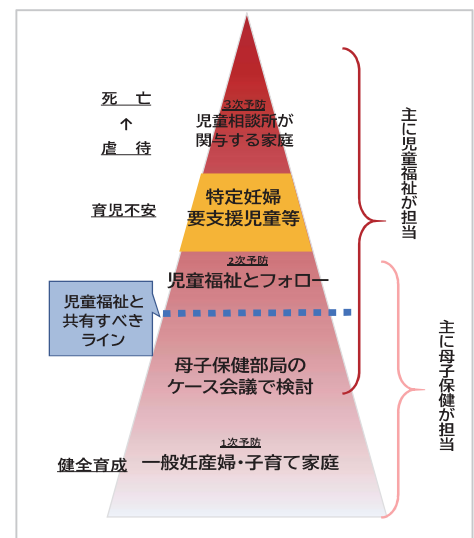 死　亡
↑
虐　待
3次予防
児童相談所が
関与する家庭
育児不安
特定妊婦
要支援児童等
2次予防
児童福祉とフォロー
児童福祉と
共有すべき
ライン
母子保健部局の
ケース会議で検討
1次予防
健全育成
一般妊産婦・子育て家庭
主に児童福祉が担当
主に母子保健が担当